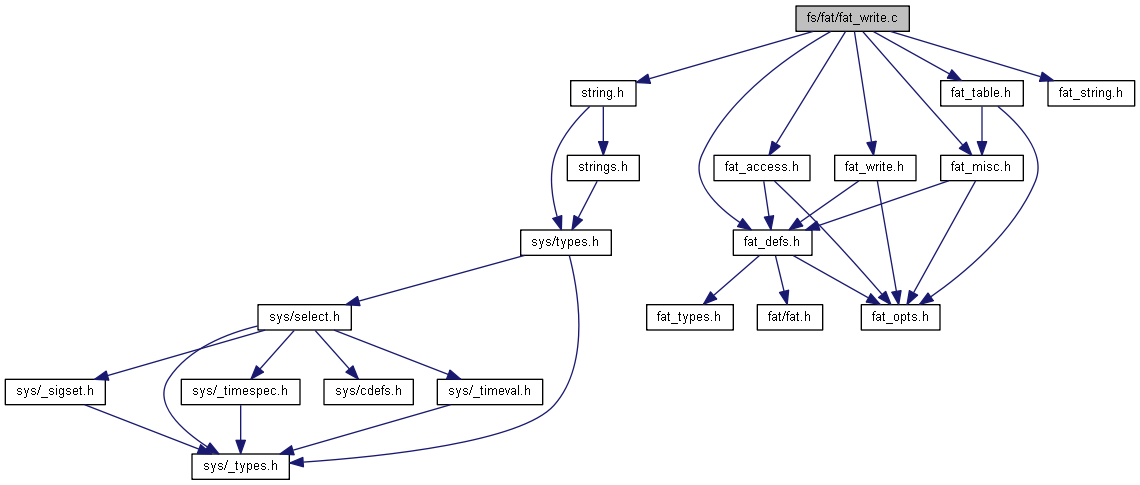 fs/fat/fat_write.c
string.h
fat_table.h
fat_string.h
strings.h
fat_access.h
fat_write.h
fat_misc.h
sys/types.h
fat_defs.h
sys/select.h
fat_types.h
fat/fat.h
fat_opts.h
sys/_sigset.h
sys/_timespec.h
sys/cdefs.h
sys/_timeval.h
sys/_types.h